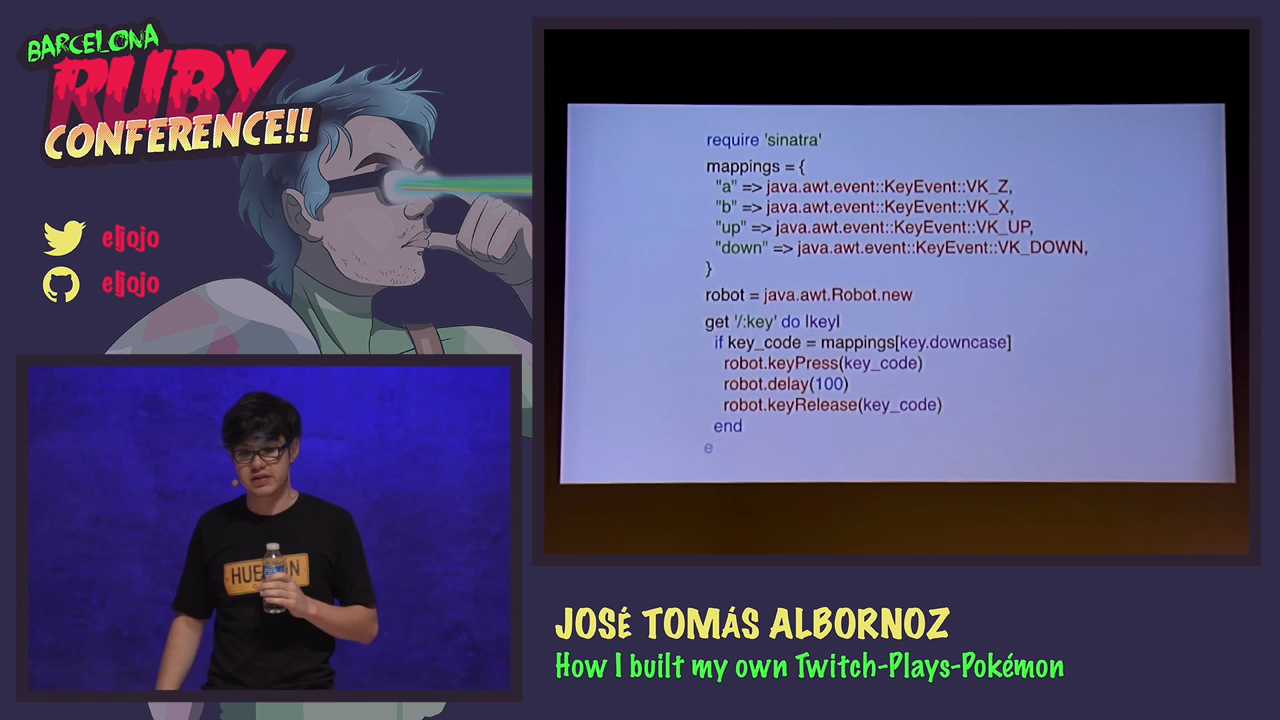 BARCELONA
RUBY
CONFERENCE!!
eljojo
eljojo
require 'sinatra'
mappings = {
"a" => java.awt.event::KeyEvent::VK_Z,
"b" => java.awt.event::KeyEvent::VK_X,
"up" => java.awt.event::KeyEvent::VK_UP,
"down" => java.awt.event::KeyEvent::VK_DOWN,
}
robot = java.awt.Robot.new
get '/:key' do |key|
if key_code = mappings[key.downcase]
robot.keyPress(key_code)
robot.delay(100)
robot.keyRelease(key_code)
end
e
JOSÉ TOMÁS ALBORNOZ
How I built my own Twitch-Plays-Pokémon